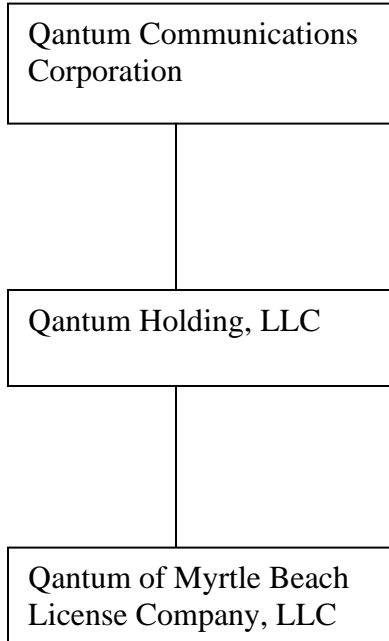 Qantum Communications
Corporation
Qantum Holding, LLC
Qantum of Myrtle Beach
License Company, LLC